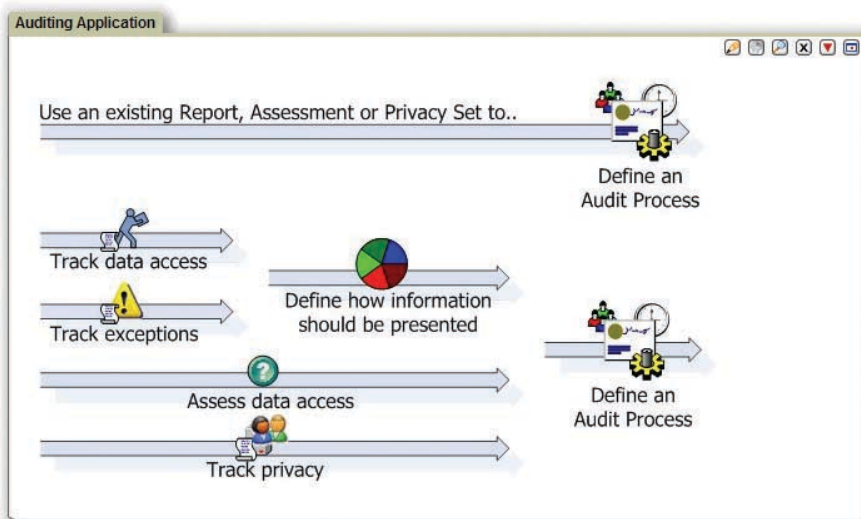 Auditing Application
Use an existing Report, Assessment or Privacy Set to..
Define an
Audit Process
Track data access
Define how information
should be presented
Track exceptions
Define an
Audit Process
Assess data access
Track privacy